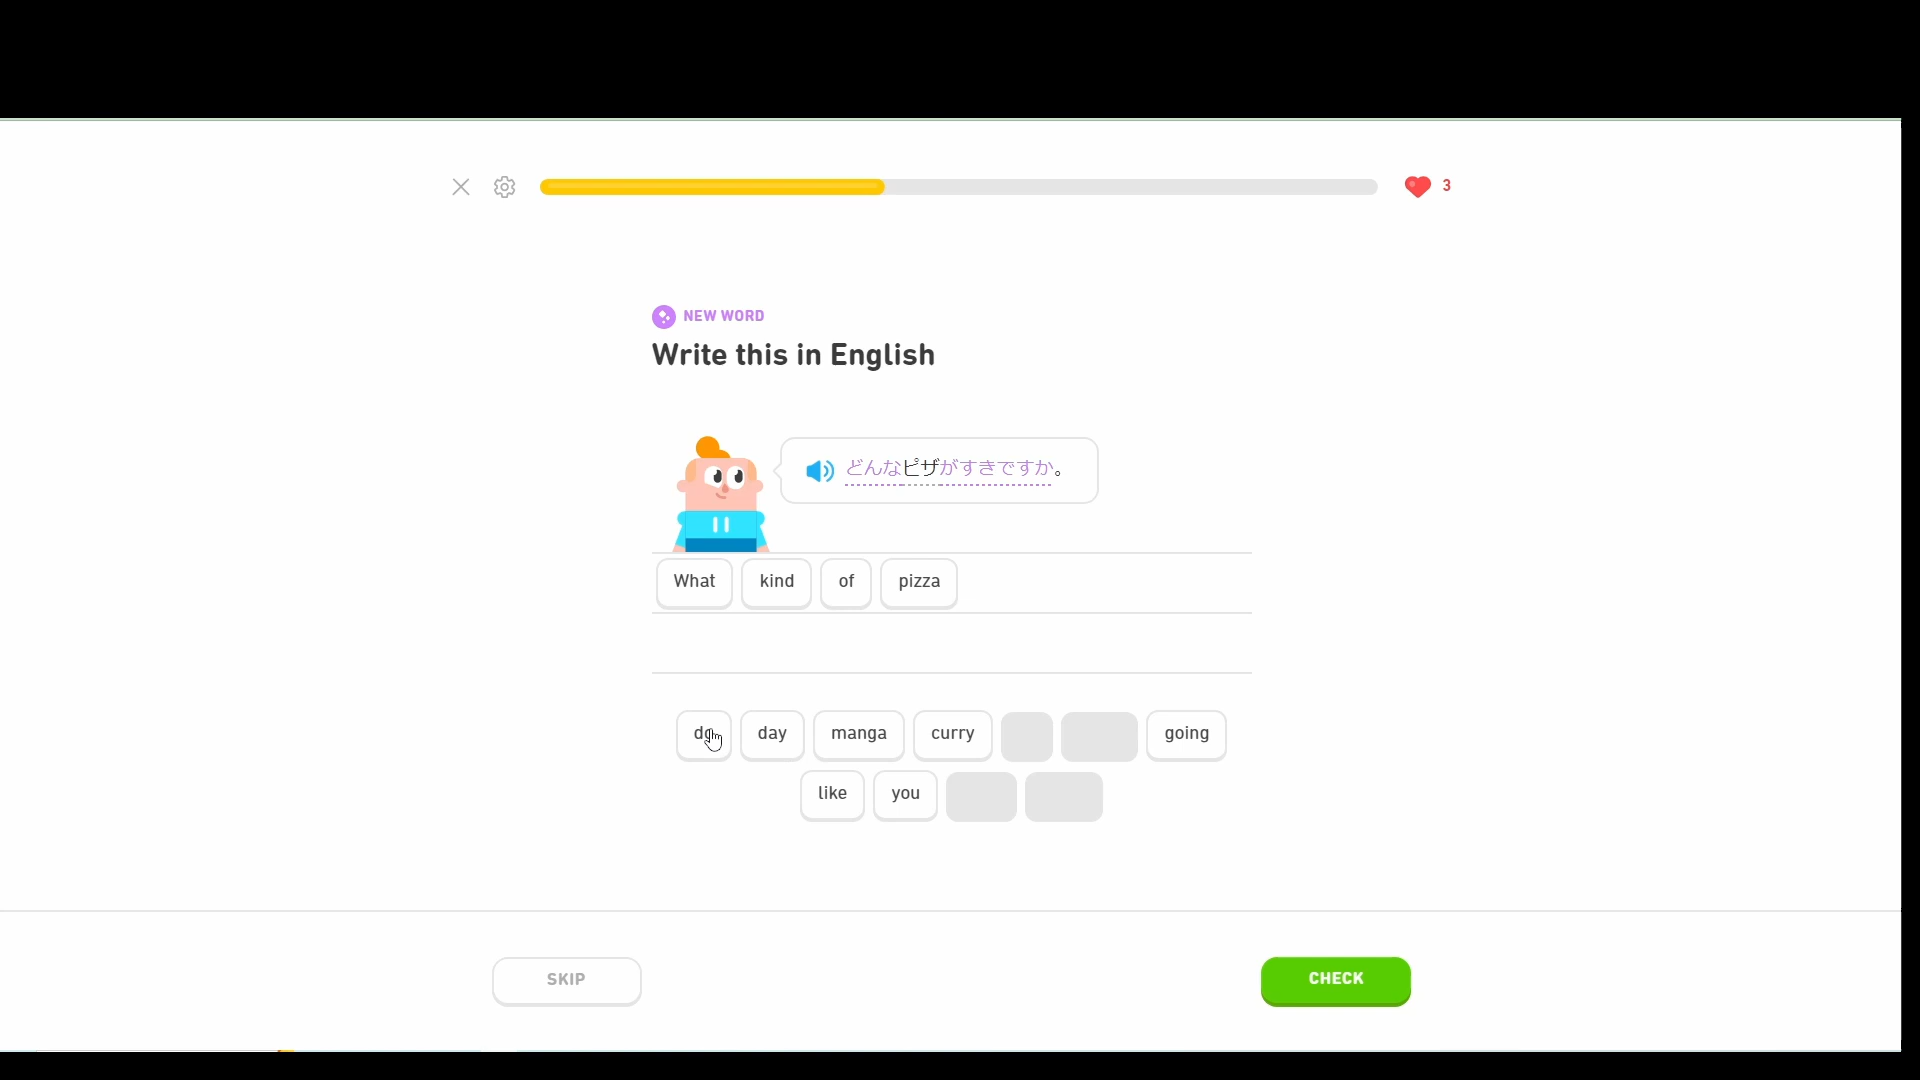 3
NEW WORD
Write this in English
どんなピザがすきですか。
What kind of pizza
do day manga curry going
like you
SKIP CHECK